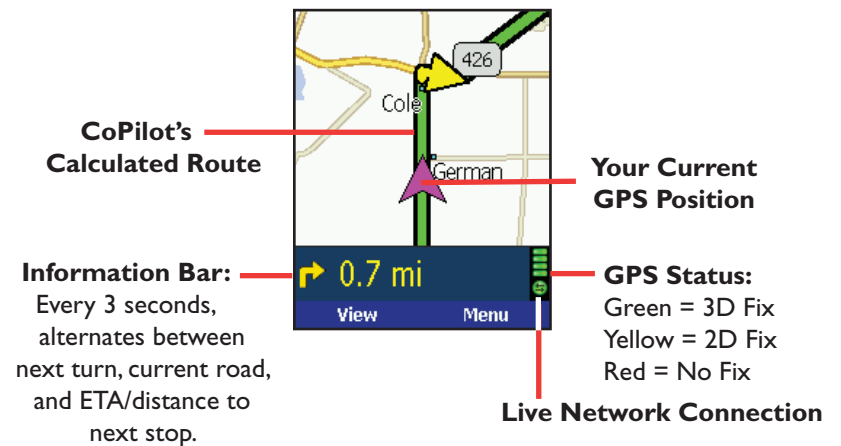 426
Cole
CoPilot's
Calculated Route
German
Your Current
GPS Position
Information Bar:
Every 3 seconds,
alternates between
next turn, current road,
and ETA/distance to
next stop.
0.7 mi
View Menu
GPS Status:
Green = 3D Fix
Yellow = 2D Fix
Red = No Fix
Live Network Connection